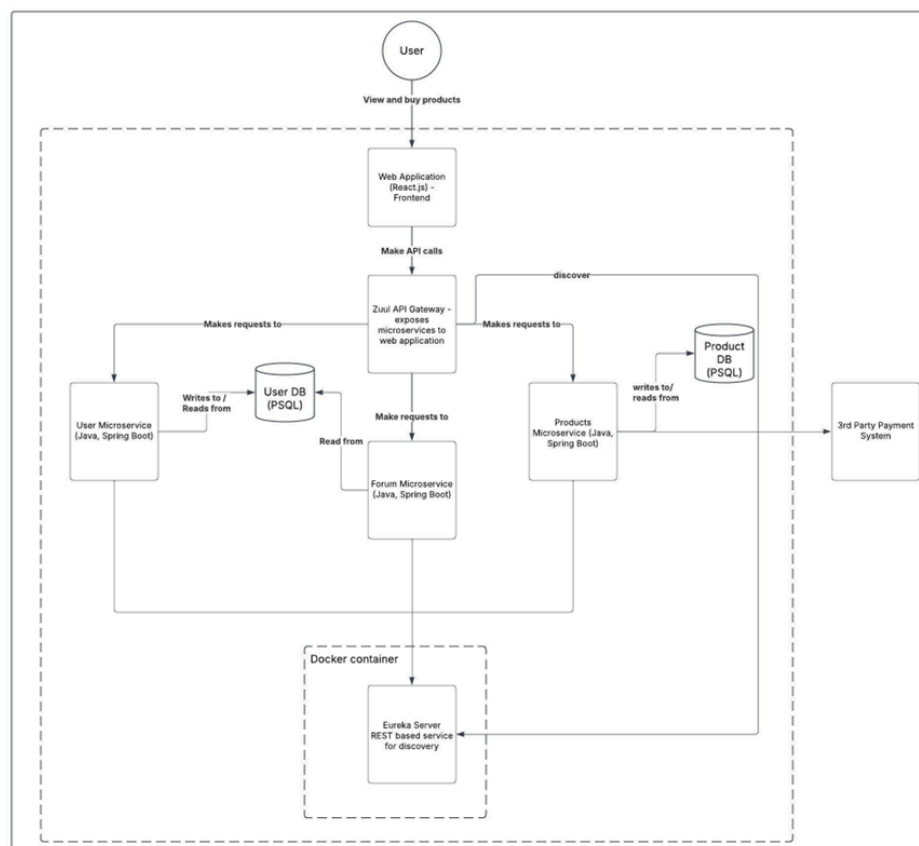 User
View and buy products
Web Application
(React.js) -
Frontend
Make API calls
discover
Zuul API Gateway -
exposes
microservices to
web application
Makes requests to
Makes requests to
Product
DB
(PSQL)
User DB
(PSQL)
Writes to /
Reads from
writes to/
reads from
User Microservice
(Java, Spring Boot)
Make requests to
Products
Microservice (Java,
Spring Boot)
3rd Party Payment
System
Read from
Forum Microservice
(Java, Spring Boot)
Docker container
Eureka Server
REST based service
for discovery